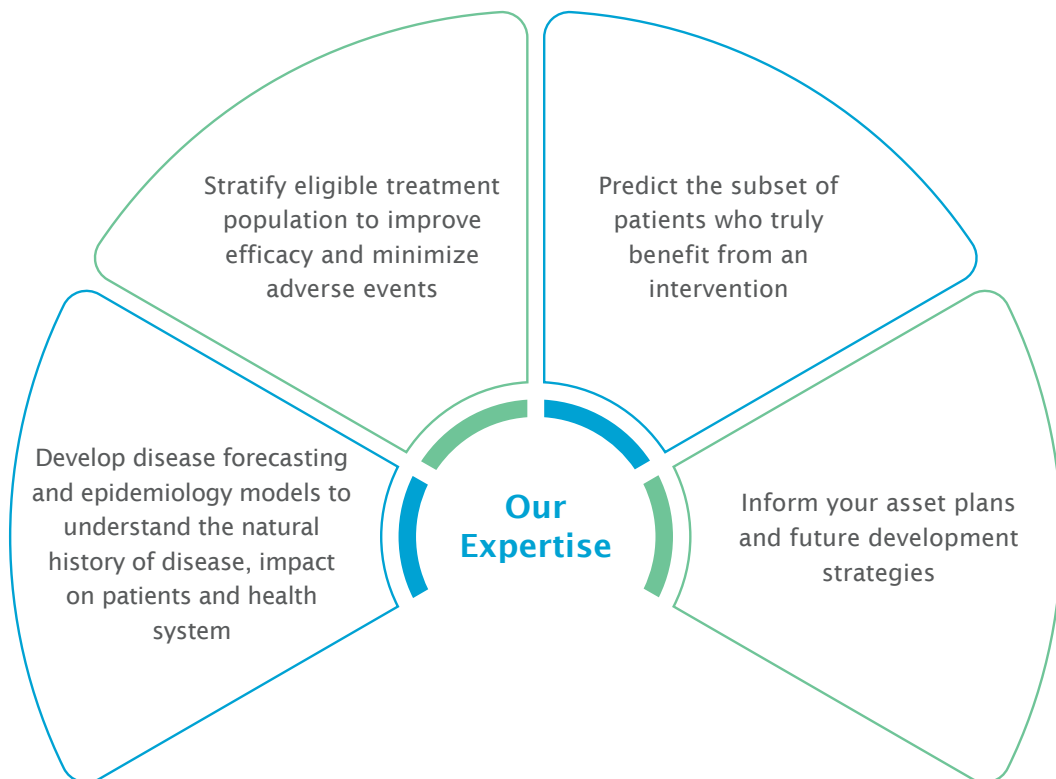 Stratify eligible treatment
population to improve
efficacy and minimize
adverse events
Predict the subset of
patients who truly
benefit from an
intervention
Develop disease forecasting
and epidemiology models to
understand the natural
history of disease, impact
on patients and health
system
Our
Expertise
Inform your asset plans
and future development
strategies